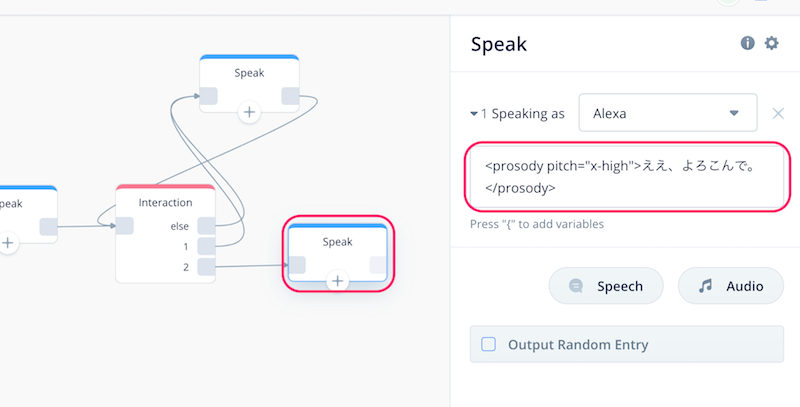 Speak
Speak
Interaction
else
1
2
peak
Speak
1 Speaking as
Alexa
<prosody pitch="x-high">ええ、よろこんで。
</prosody>
Press "{" to add variables
Speech
Audio
Output Random Entry